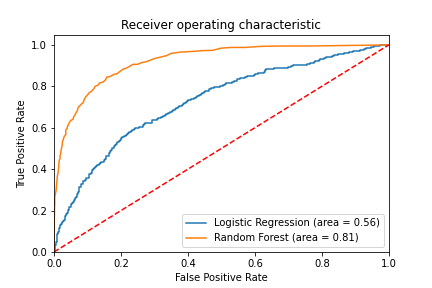 Receiver operating characteristic
True Positive Rate
1.0
0.8
0.6
0.4
0.2
0.0
Logistic Regression (area = 0.56)
Random Forest (area = 0.81)
0.0 0.2 0.4 0.6 0.8 1.0
False Positive Rate